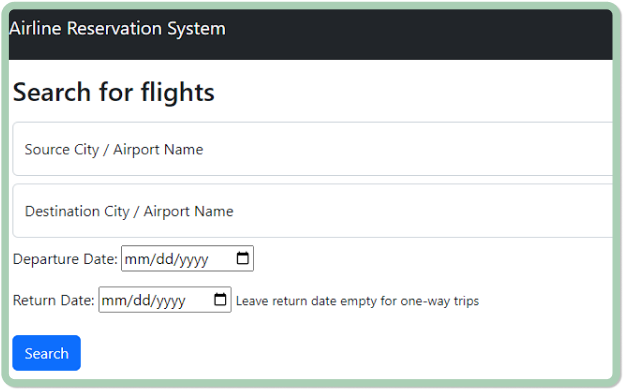 Airline Reservation System
Search for flights
Source City / Airport Name
Destination City / Airport Name
Departure Date: mm/dd/yyyy
Return Date: mm/dd/yyyy Leave return date empty for one-way trips
Search